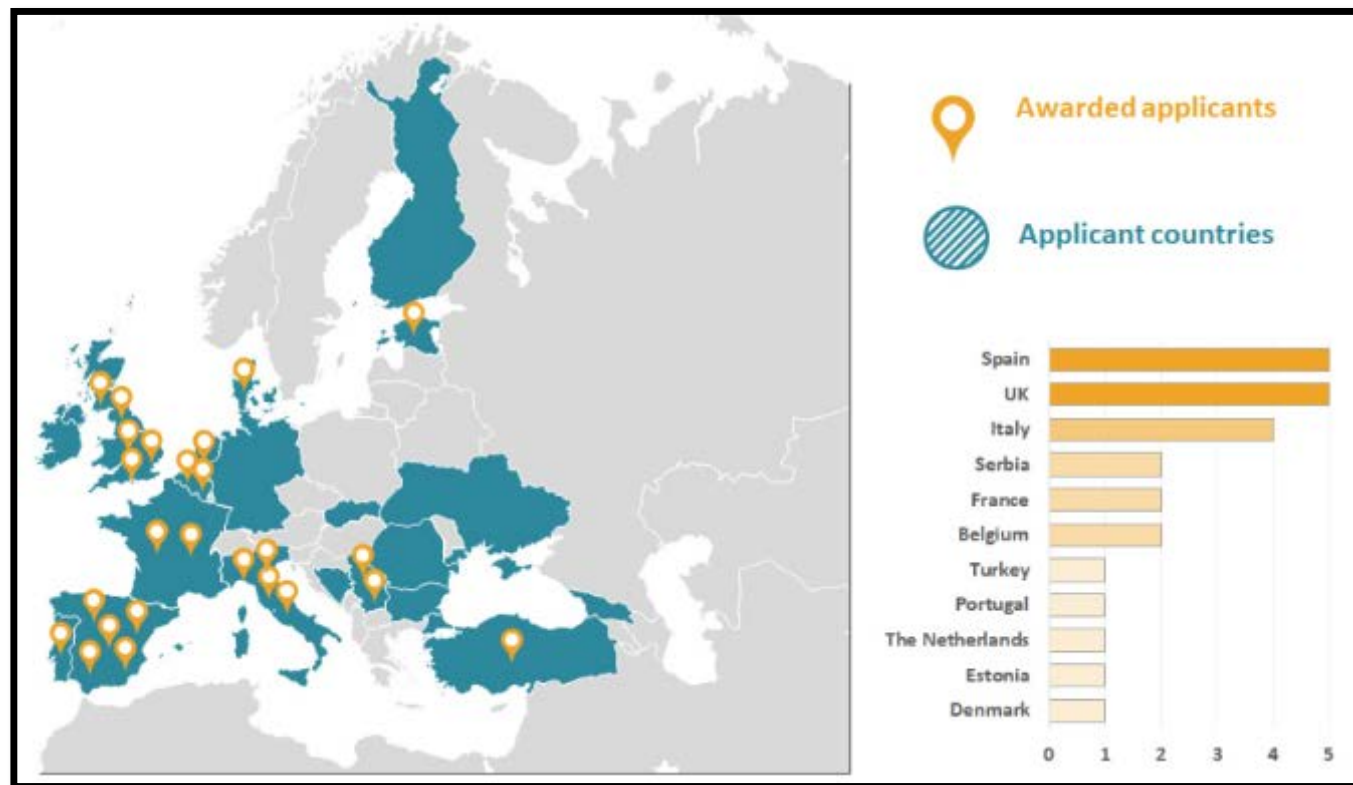 Awarded applicants
Applicant countries
Spain
UK
Italy
Serbia
France
Belgium
Turkey
Portugal
The Netherlands
Estonia
Denmark
0 1 2 3 4 5